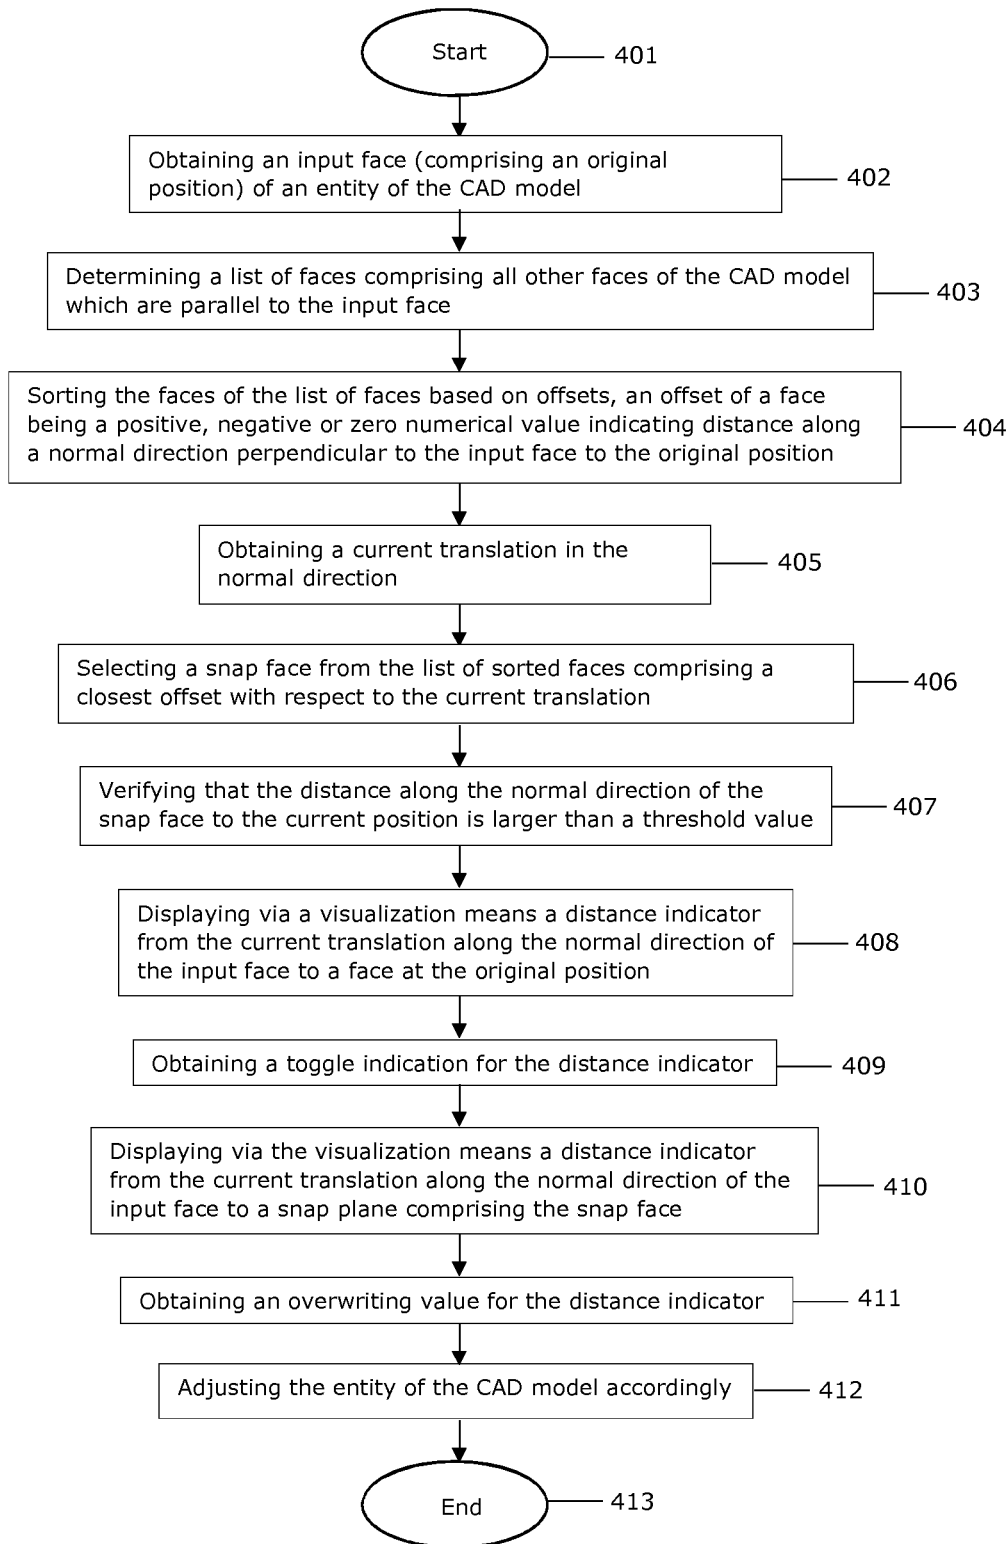 Start
401
Obtaining an input face (comprising an original
position) of an entity of the CAD model
402
Determining a list of faces comprising all other faces of the CAD model
which are parallel to the input face
403
Sorting the faces of the list of faces based on offsets, an offset of a face
being a positive, negative or zero numerical value indicating distance along
a normal direction perpendicular to the input face to the original position
404
Obtaining a current translation in the
normal direction
405
Selecting a snap face from the list of sorted faces comprising a
closest offset with respect to the current translation
406
Verifying that the distance along the normal direction of the
snap face to the current position is larger than a threshold value
407
Displaying via a visualization means a distance indicator
from the current translation along the normal direction of
the input face to a face at the original position
408
Obtaining a toggle indication for the distance indicator
409
Displaying via the visualization means a distance indicator
from the current translation along the normal direction of the
input face to a snap plane comprising the snap face
410
Obtaining an overwriting value for the distance indicator
411
Adjusting the entity of the CAD model accordingly
412
End
413